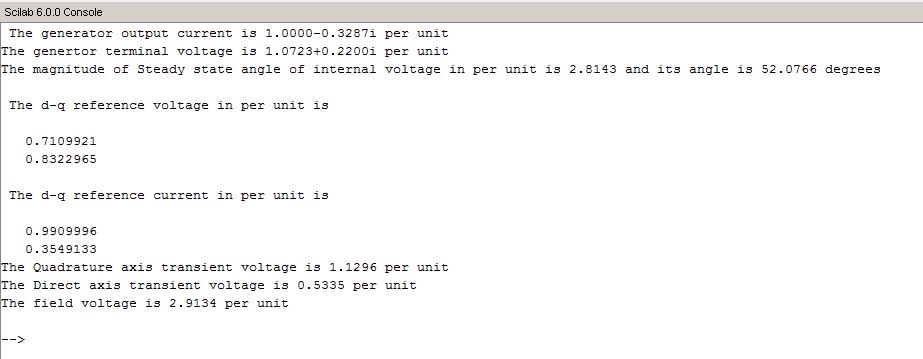 Scilab 6.0.0 Console
The generator output current is 1.0000-0.3287i per unit
The genertor terminal voltage is 1.0723+0.2200i per unit
The magnitude of Steady state angle of internal voltage in per unit is 2.8143 and its angle is 52.0766 degrees
The d-q reference voltage in per unit is
0.7109921
0.8322965
The d-q reference current in per unit is
0.9909996
0.3549133
The Quadrature axis transient voltage is 1.1296 per unit
The Direct axis transient voltage is 0.5335 per unit
The field voltage is 2.9134 per unit
-->